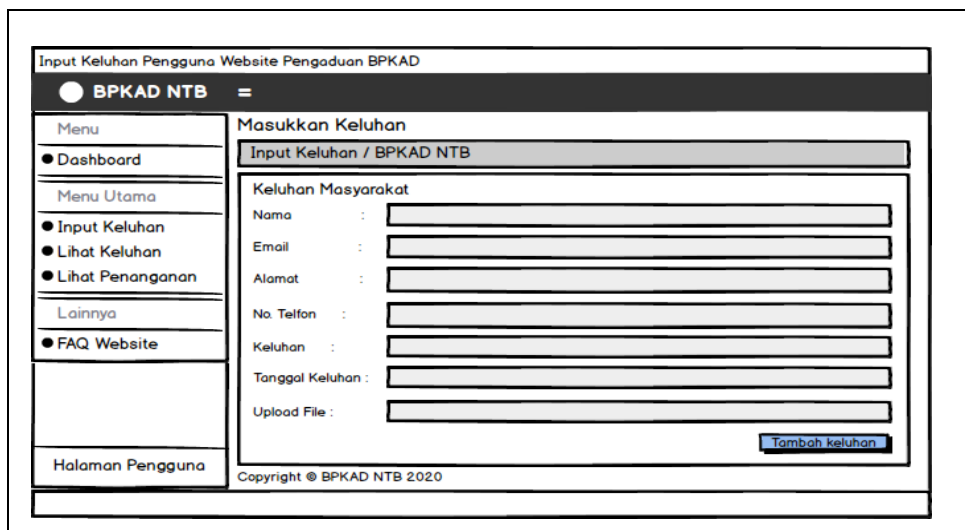 Input Keluhan Pengguna Website Pengaduan BPKAD
BPKAD NTB =
Menu
Dashboard
Menu Utama
Input Keluhan
Lihat Keluhan
Lihat Penanganan
Lainnya
FAQ Website
Halaman Pengguna
Masukkan Keluhan
Input Keluhan / BPKAD NTB
Keluhan Masyarakat
Nama :
Email :
Alamat :
No. Telfon :
Keluhan :
Tanggal Keluhan :
Upload File :
Tambah keluhan
Copyright © BPKAD NTB 2020